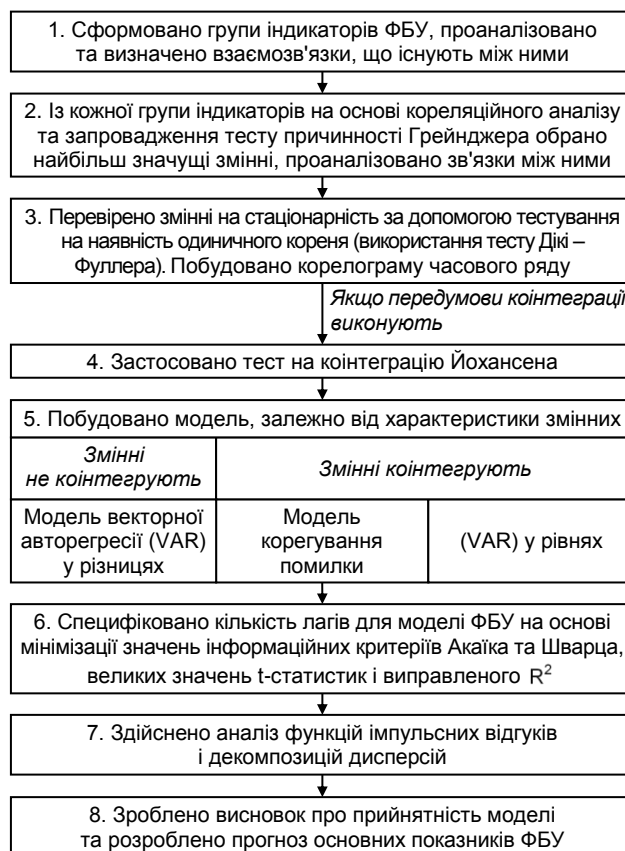 1. Сформовано групи індикаторів ФБУ, проаналізовано
та визначено взаємозв'язки, що існують між ними
2. Із кожної групи індикаторів на основі кореляційного аналізу
та запровадження тесту причинності Грейнджера обрано
найбільш значущі змінні, проаналізовано зв'язки між ними
3. Перевірено змінні на стаціонарність за допомогою тестування
на наявність одиничного кореня (використання тесту Дікі –
Фуллера). Побудовано корелограму часового ряду
Якщо передумови коінтеграції
виконують
4. Застосовано тест на коінтеграцію Йохансена
5. Побудовано модель, залежно від характеристики змінних
Змінні
не коінтегрують
Змінні коінтегрують
Модель векторної
авторегресії (VAR)
у різницях
Модель
корегування
помилки
(VAR) у рівнях
6. Специфіковано кількість лагів для моделі ФБУ на основі
мінімізації значень інформаційних критеріїв Акаїка та Шварца,
великих значень t-статистик і виправленого R²
7. Здійснено аналіз функцій імпульсних відгуків
і декомпозицій дисперсій
8. Зроблено висновок про прийнятність моделі
та розроблено прогноз основних показників ФБУ